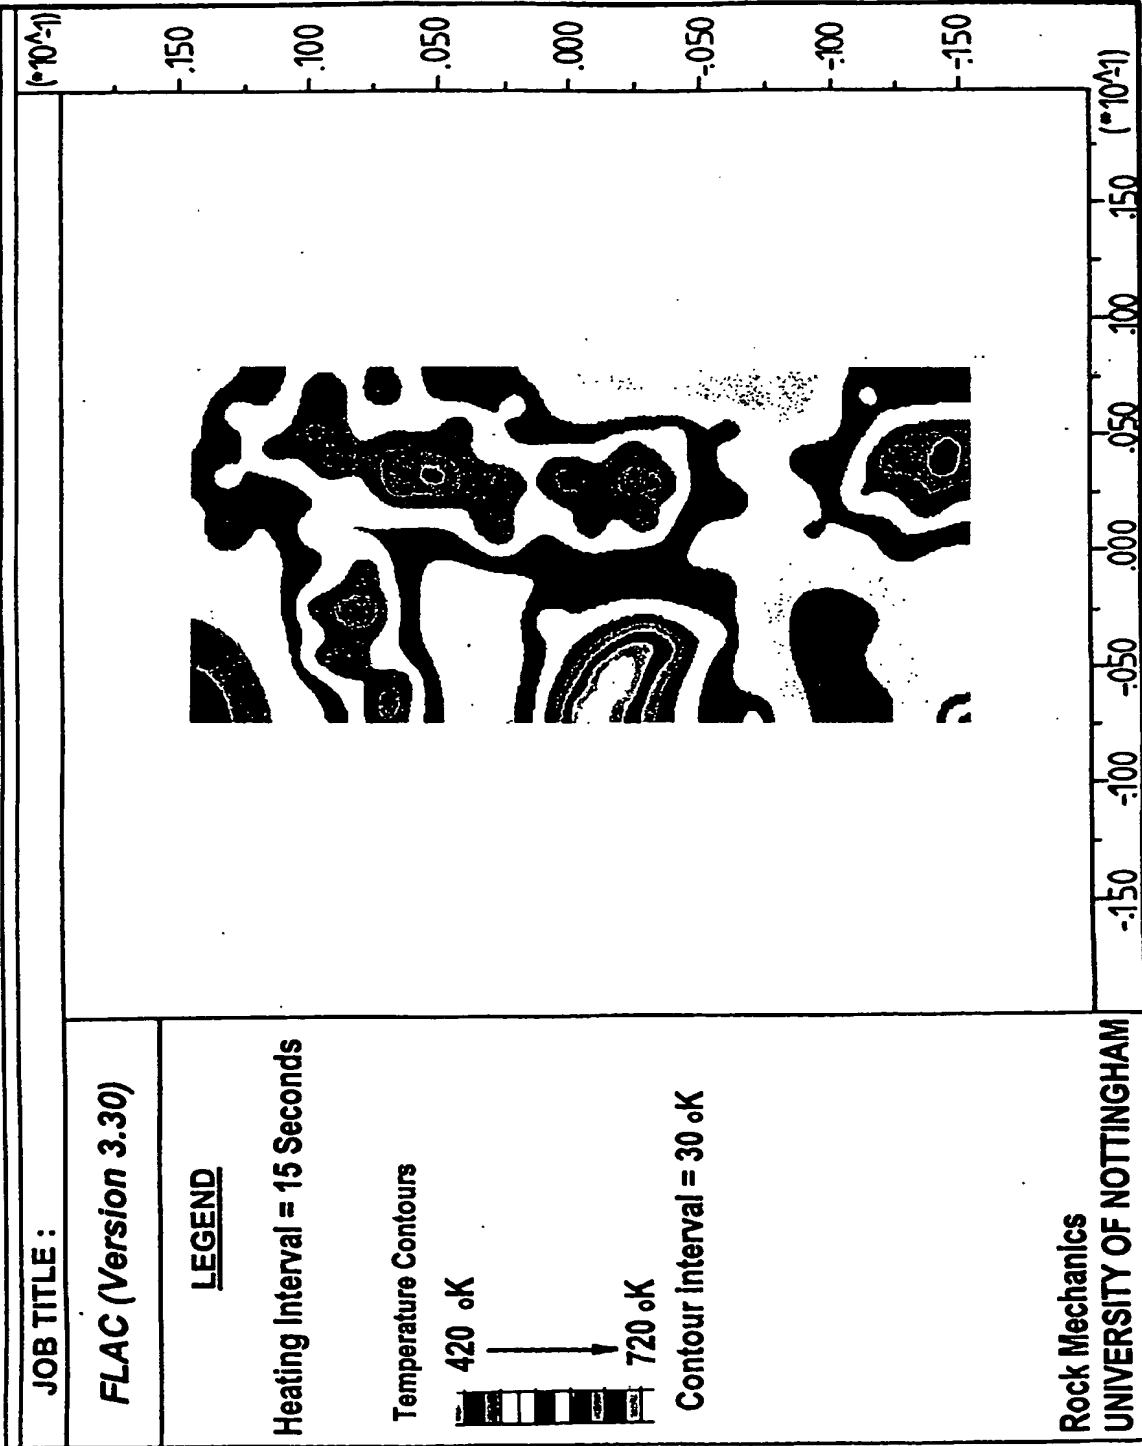 JOB TITLE :
(*10^-1)
FLAC (Version 3.30)
LEGEND
Heating Interval = 15 Seconds
Temperature Contours
420 oK
720 oK
Contour interval = 30 oK
Rock Mechanics
UNIVERSITY OF NOTTINGHAM
.150
.100
.050
.000
-.050
-.100
-.150
-.150 -.100 -.050 .000 .050 .100 .150 (*10^-1)